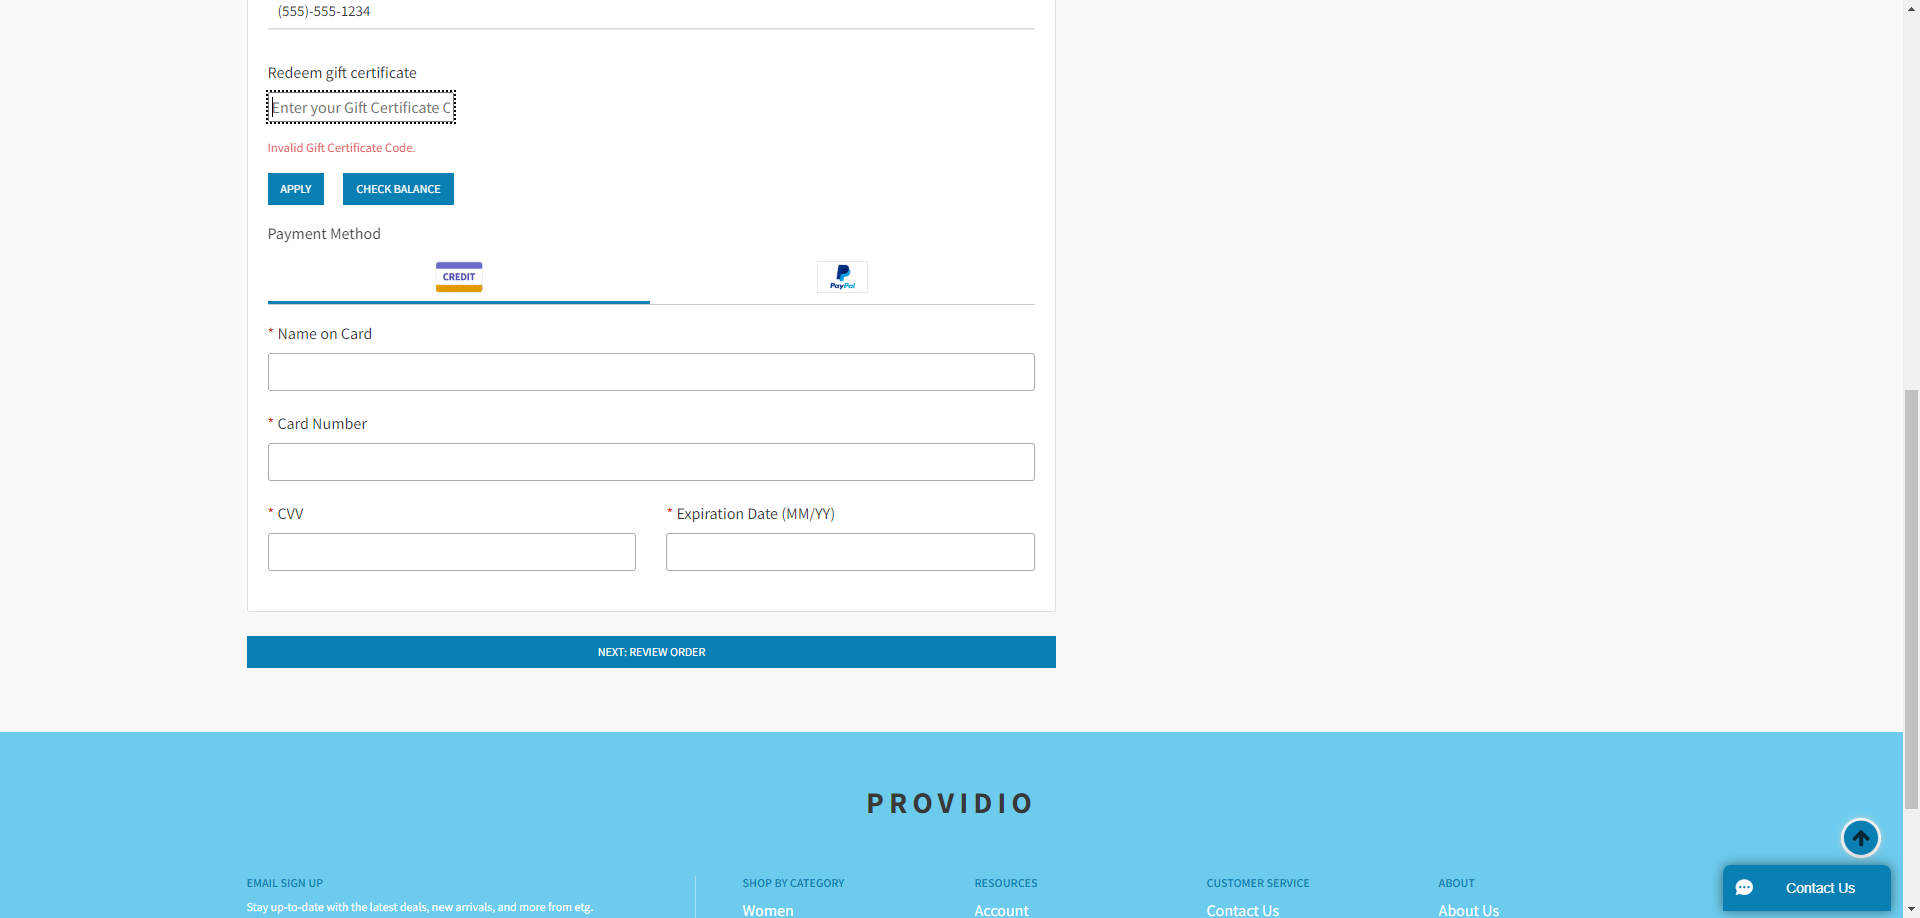 (555)-555-1234
Redeem gift certificate
Enter your Gift Certificate C
Invalid Gift Certificate Code.
APPLY CHECK BALANCE
Payment Method
CREDIT PayPal
* Name on Card
* Card Number
* CVV * Expiration Date (MM/YY)
NEXT: REVIEW ORDER
PROVIDIO
EMAIL SIGN UP SHOP BY CATEGORY RESOURCES CUSTOMER SERVICE ABOUT
Stay up-to-date with the latest deals, new arrivals, and more from etg.
Women Account Contact Us About Us
Contact Us